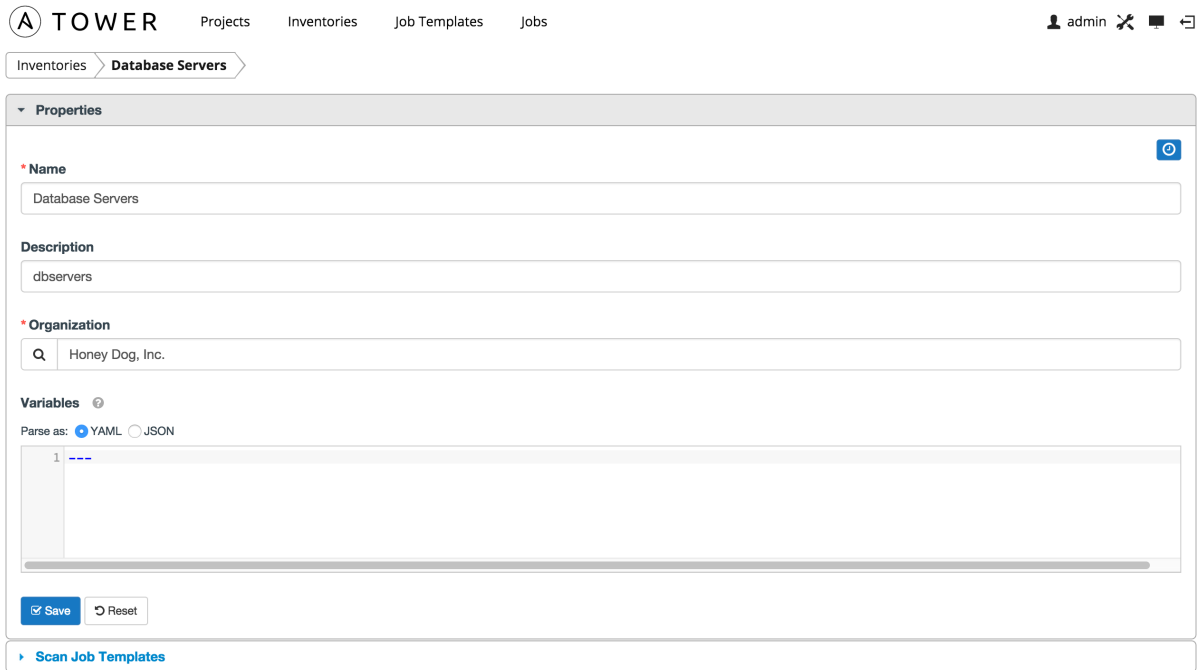 A TOWER Projects Inventories Job Templates Jobs admin
Inventories Database Servers
Properties
* Name
Database Servers
Description
dbservers
* Organization
Honey Dog, Inc.
Variables ?
Parse as: YAML JSON
1 ---
Save Reset
Scan Job Templates